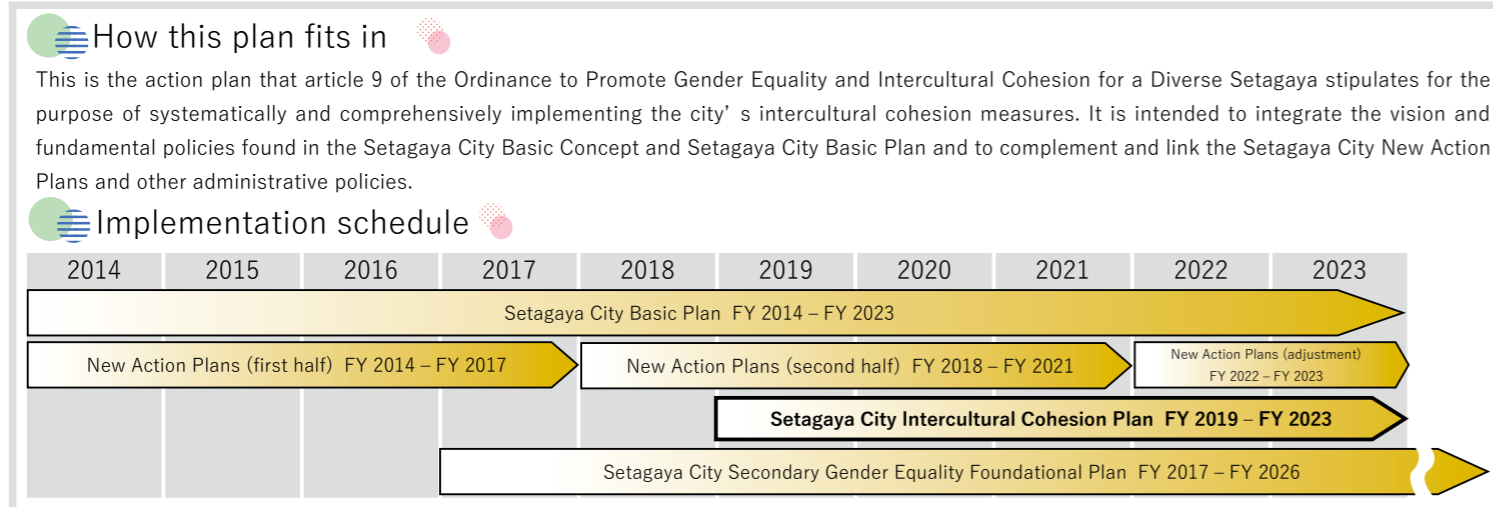 How this plan fits in
This is the action plan that article 9 of the Ordinance to Promote Gender Equality and Intercultural Cohesion for a Diverse Setagaya stipulates for the
purpose of systematically and comprehensively implementing the city’ s intercultural cohesion measures. It is intended to integrate the vision and
fundamental policies found in the Setagaya City Basic Concept and Setagaya City Basic Plan and to complement and link the Setagaya City New Action
Plans and other administrative policies.
Implementation schedule
2014 2015 2016 2017 2018 2019 2020 2021 2022 2023
Setagaya City Basic Plan FY 2014 – FY 2023
New Action Plans (first half) FY 2014 – FY 2017
New Action Plans (second half) FY 2018 – FY 2021
New Action Plans (adjustment)
FY 2022 – FY 2023
Setagaya City Intercultural Cohesion Plan FY 2019 – FY 2023
Setagaya City Secondary Gender Equality Foundational Plan FY 2017 – FY 2026